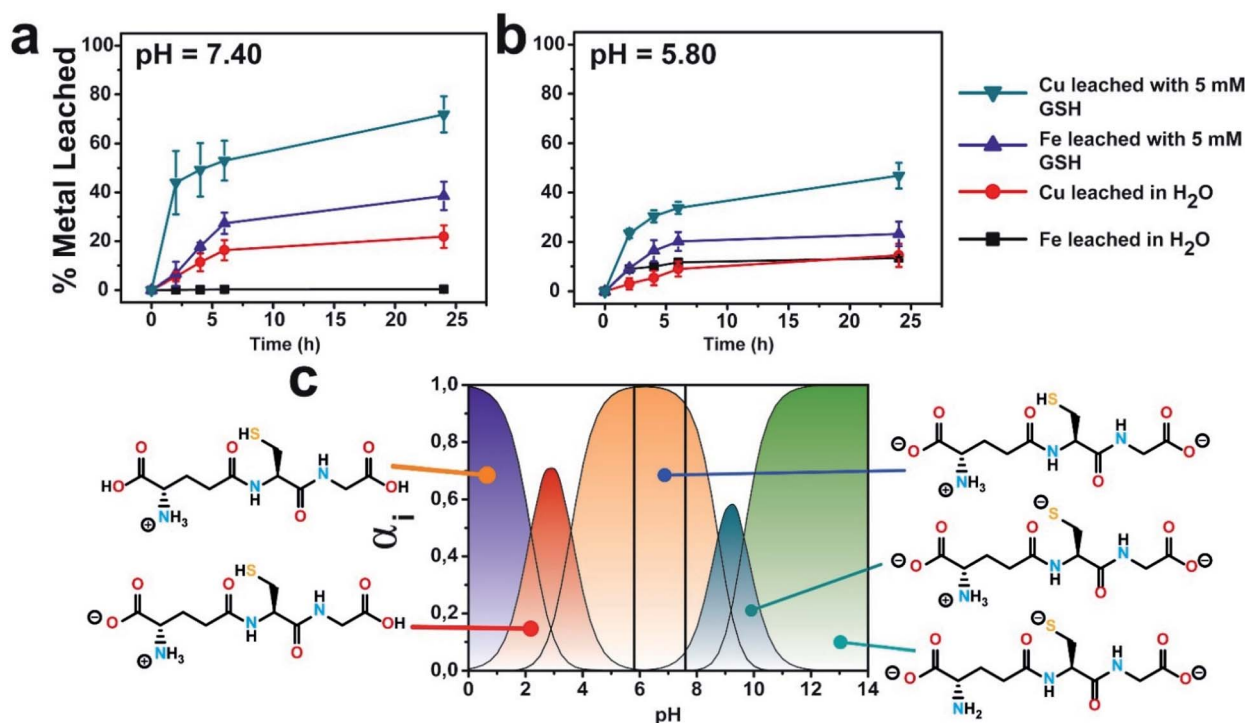 a
pH = 7.40
% Metal Leached
100
80
60
40
20
0
0 5 10 15 20 25
Time (h)
b
pH = 5.80
100
80
60
40
20
0
0 5 10 15 20 25
Time (h)
Cu leached with 5 mM
GSH
Fe leached with 5 mM
GSH
Cu leached in H₂O
Fe leached in H₂O
c
αi
1,0
0,8
0,6
0,4
0,2
0,0
0 2 4 6 8 10 12 14
pH
HS
O O O
HO N N OH
H H
NH₃ O
⊕
HS
O O O
⊖ O N N OH
H H
NH₃ O
⊕
HS
O O H O
⊖ O N N O ⊖
H
NH₃ O
⊕
⊖ S
O O H O
⊖ O N N O ⊖
H
NH₃ O
⊕
⊖ S
O O H O
⊖ O N N O ⊖
H
NH₂ O